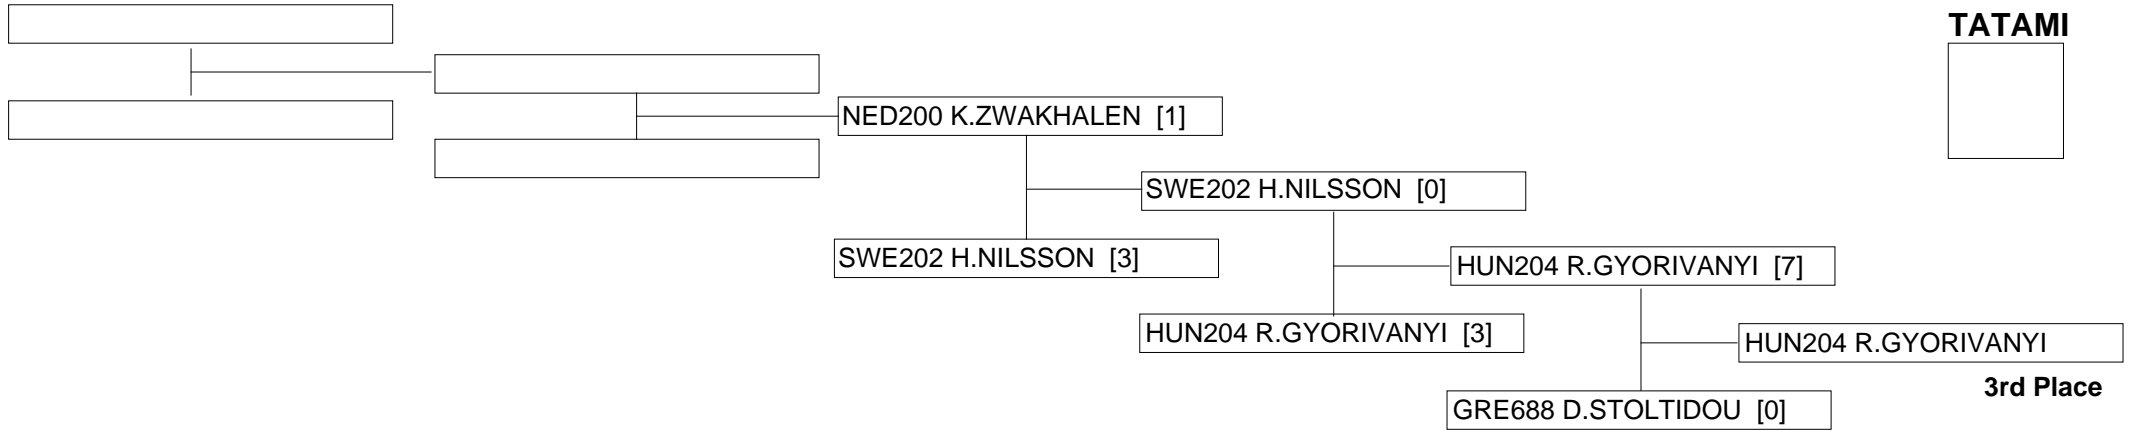 TATAMI
NED200 K.ZWAKHALEN [1]
SWE202 H.NILSSON [0]
SWE202 H.NILSSON [3]
HUN204 R.GYORIVANYI [7]
HUN204 R.GYORIVANYI [3]
HUN204 R.GYORIVANYI
3rd Place
GRE688 D.STOLTIDOU [0]